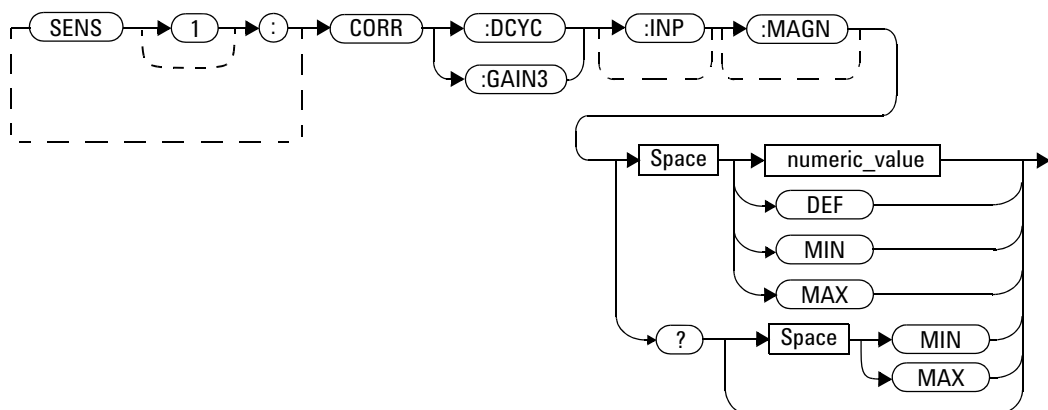 SENS 1 : CORR :DCYC :INP :MAGN
:GAIN3
Space numeric_value
DEF
MIN
MAX
? Space MIN
MAX